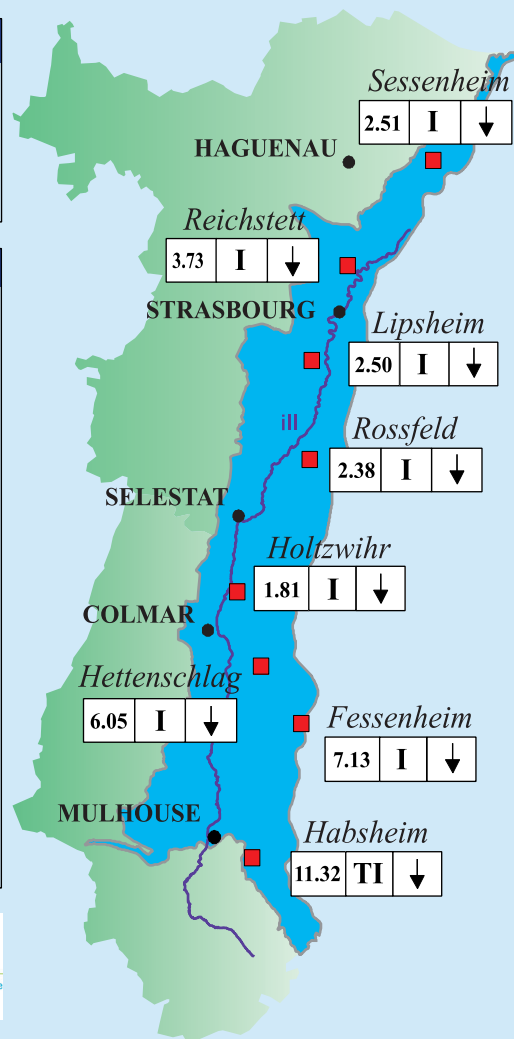 Sessenheim
2.51 I ↓
HAGUENAU
Reichstett
3.73 I ↓
STRASBOURG
Lipsheim
2.50 I ↓
ill
Rossfeld
2.38 I ↓
SELESTAT
Holtzwihr
1.81 I ↓
COLMAR
Hettenschlag
6.05 I ↓
Fessenheim
7.13 I ↓
MULHOUSE
Habsheim
11.32 TI ↓